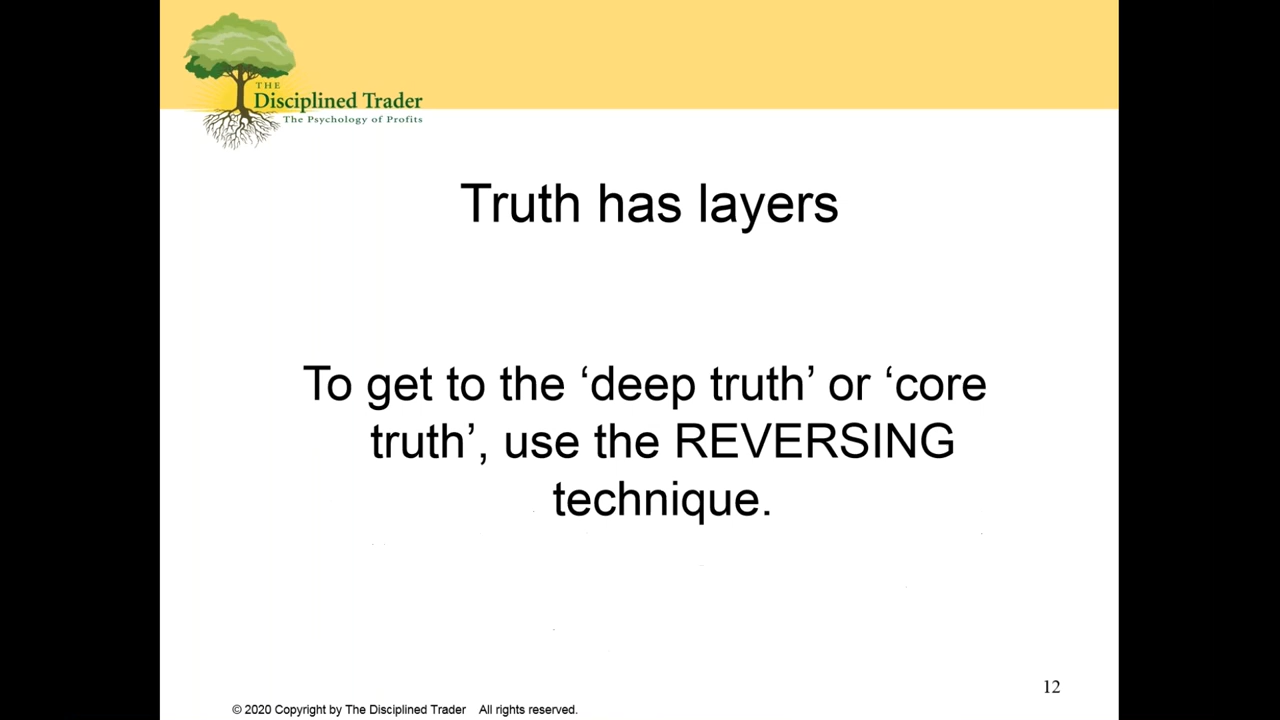 THE
Disciplined Trader
The Psychology of Profits
Truth has layers
To get to the ‘deep truth’ or ‘core
truth’, use the REVERSING
technique.
12
© 2020 Copyright by The Disciplined Trader All rights reserved.